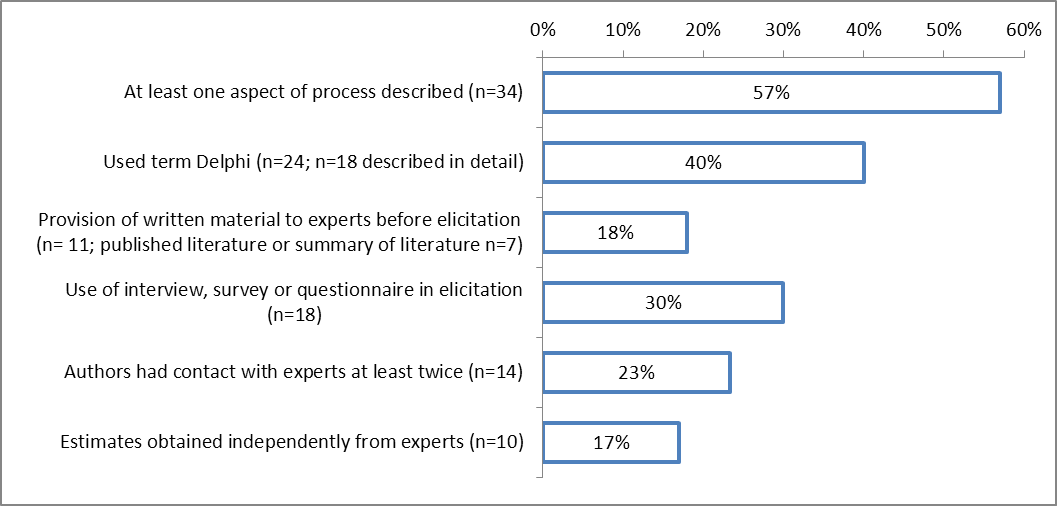 0% 10% 20% 30% 40% 50% 60%
At least one aspect of process described (n=34) 57%
Used term Delphi (n=24; n=18 described in detail) 40%
Provision of written material to experts before elicitation
(n= 11; published literature or summary of literature n=7) 18%
Use of interview, survey or questionnaire in elicitation
(n=18) 30%
Authors had contact with experts at least twice (n=14) 23%
Estimates obtained independently from experts (n=10) 17%